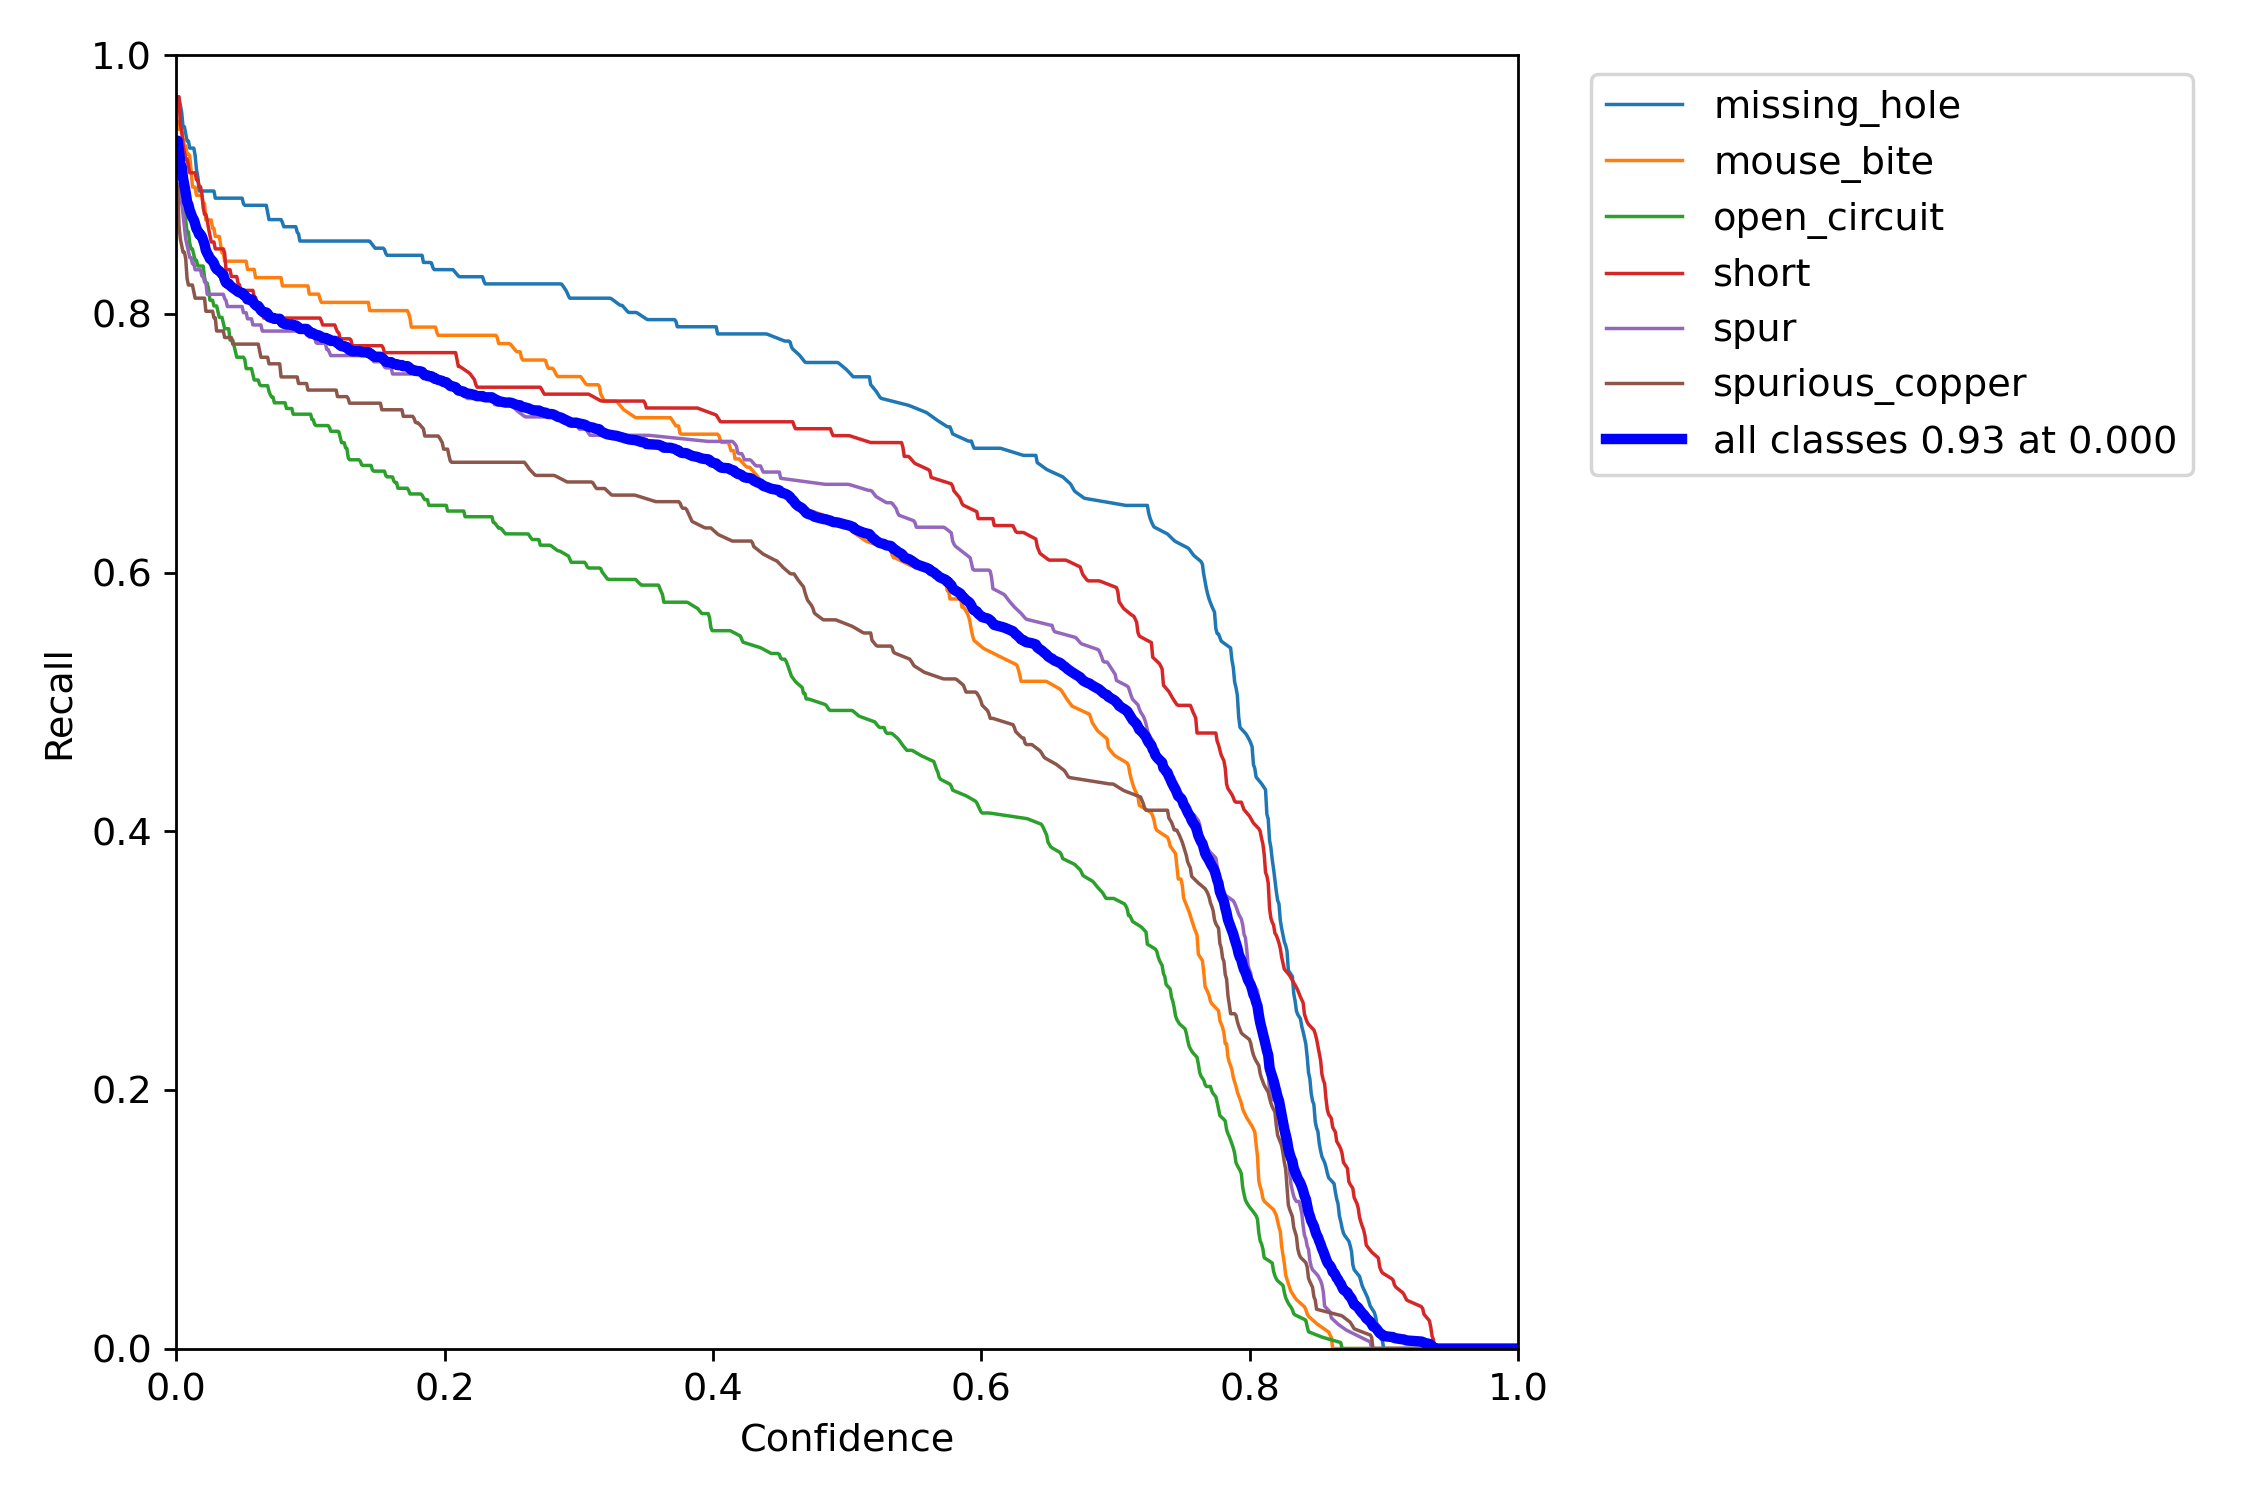 1.0
0.8
0.6
0.4
0.2
0.0
Recall
0.0 0.2 0.4 0.6 0.8 1.0
Confidence
missing_hole
mouse_bite
open_circuit
short
spur
spurious_copper
all classes 0.93 at 0.000